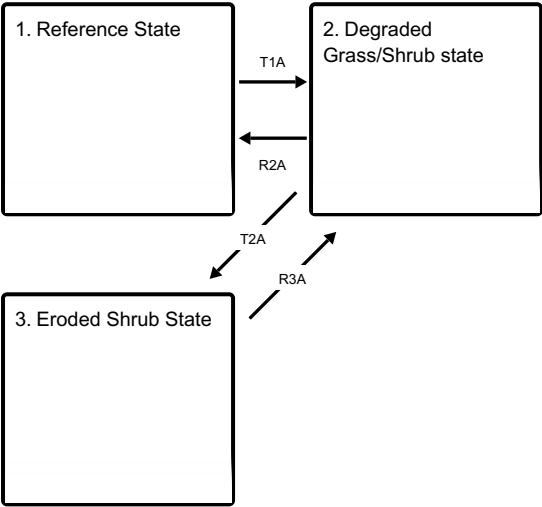 1. Reference State
2. Degraded
Grass/Shrub state
T1A
R2A
T2A
R3A
3. Eroded Shrub State